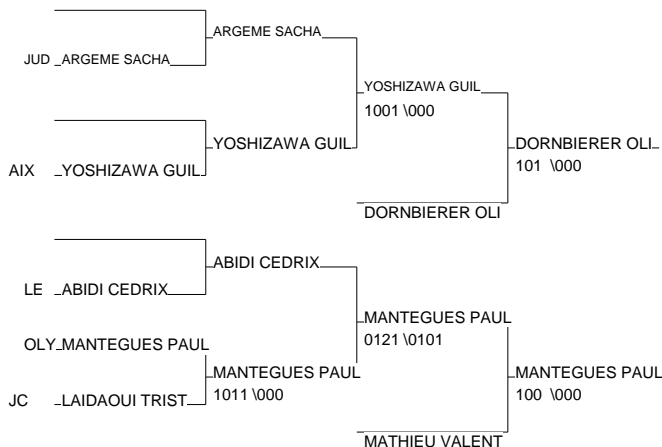 ARGEME SACHA
JUD ARGEME SACHA
YOSHIZAWA GUIL
1001 \000
YOSHIZAWA GUIL
DORNBIERER OLI
101 \000
AIX YOSHIZAWA GUIL
DORNBIERER OLI
ABIDI CEDRIX
LE ABIDI CEDRIX
MANTEGUES PAUL
0121 \0101
OLY MANTEGUES PAUL
MANTEGUES PAUL
1011 \000
MANTEGUES PAUL
100 \000
JC LAIDAOUI TRIST
MATHIEU VALENT